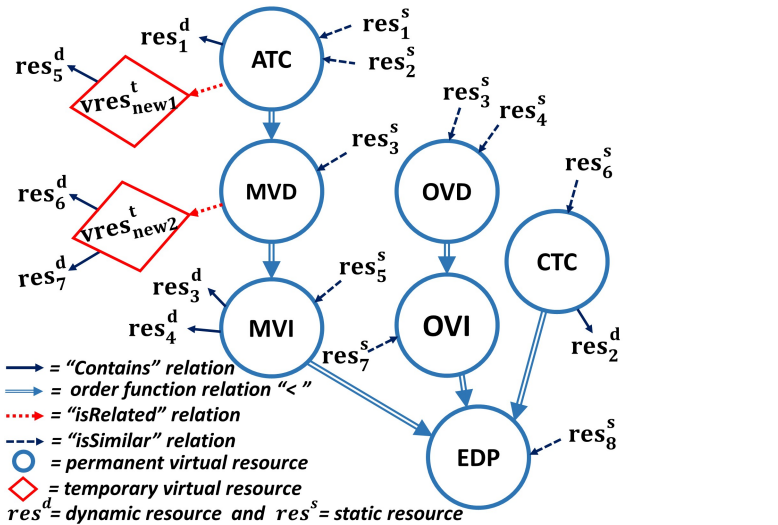 res₁ᵈ
res₁ˢ
ATC
res₂ˢ
res₅ᵈ
vresᵗₙₑw₁
res₃ˢ
res₄ˢ
res₃ˢ
res₆ˢ
res₆ᵈ
MVD
OVD
vresᵗₙₑw₂
res₇ᵈ
CTC
res₅ˢ
res₃ᵈ
res₄ᵈ
MVI
OVI
res₇ˢ
res₂ᵈ
= "Contains" relation
= order function relation "< "
= "isRelated" relation
= "isSimilar" relation
res₈ˢ
EDP
= permanent virtual resource
= temporary virtual resource
resᵈ= dynamic resource and resˢ= static resource